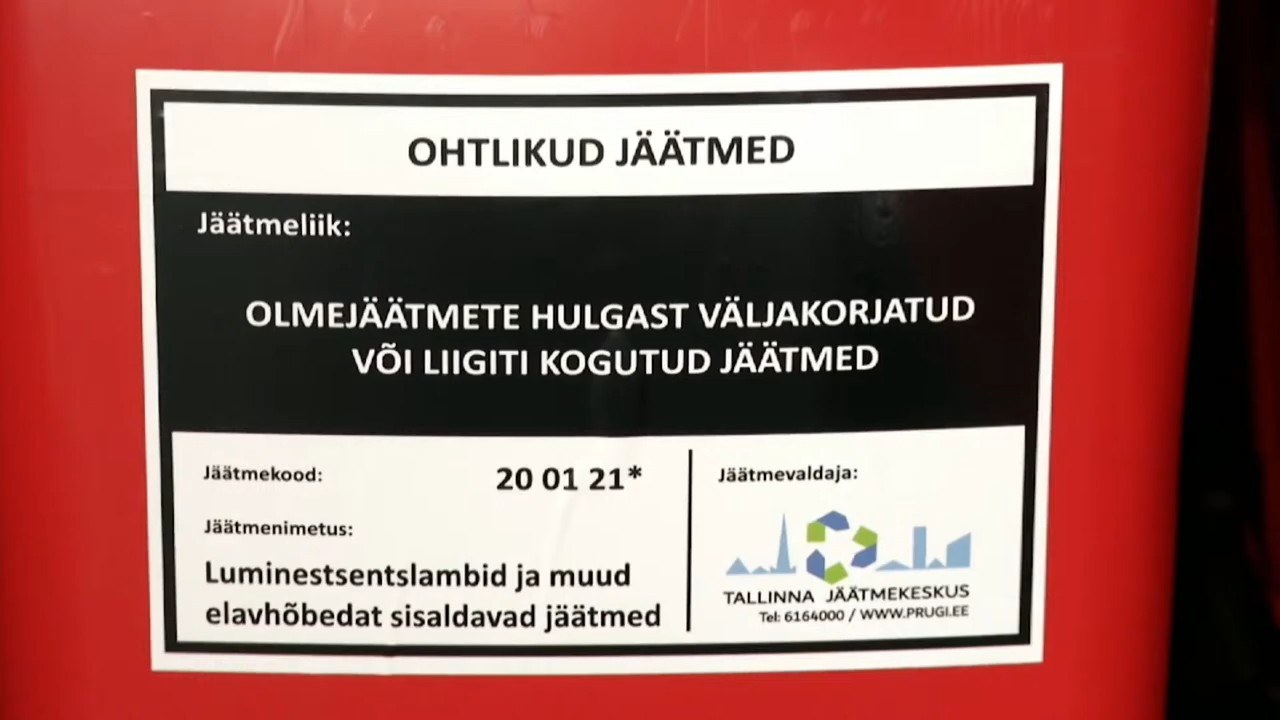 OHTLIKUD JÄÄTMED
Jäätmeliik:
OLMEJÄÄTMETE HULGAST VÄLJAKORJATUD
VÕI LIIGITI KOGUTUD JÄÄTMED
Jäätmekood: 20 01 21*
Jäätmenimetus:
Luminestsentslambid ja muud
elavhõbedat sisaldavad jäätmed
Jäätmevaldaja:
TALLINNA JÄÄTMEKESKUS
Tel: 6164000 / WWW.PRUGI.EE